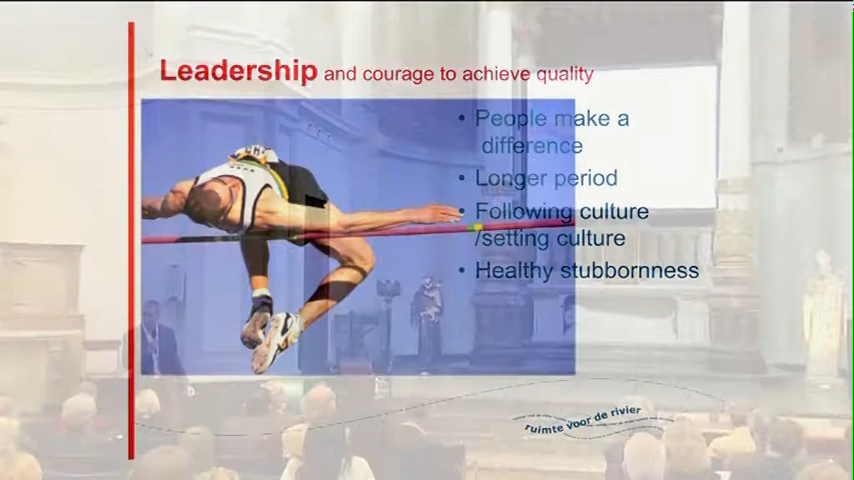 Leadership and courage to achieve quality
• People make a
difference
• Longer period
• Following culture
/setting culture
• Healthy stubbornness
ruimte voor de rivier